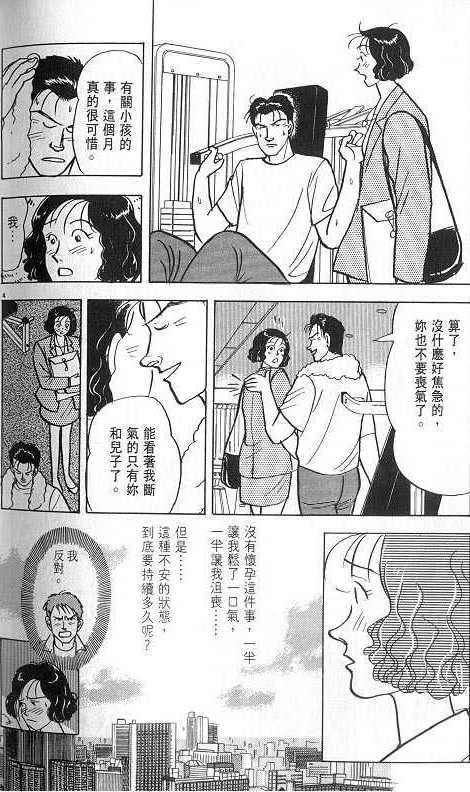 有關小孩的
事，這個月
真的很可惜。
我…
算了，
沒什麼好焦急的，
妳也不要喪氣了。
能看著我斷
氣的只有妳
和兒子了。
沒有懷孕這件事，一半
讓我鬆了一口氣，
一半讓我沮喪……
但是……
這種不安的狀態，
到底要持續多久呢？
我
反對。